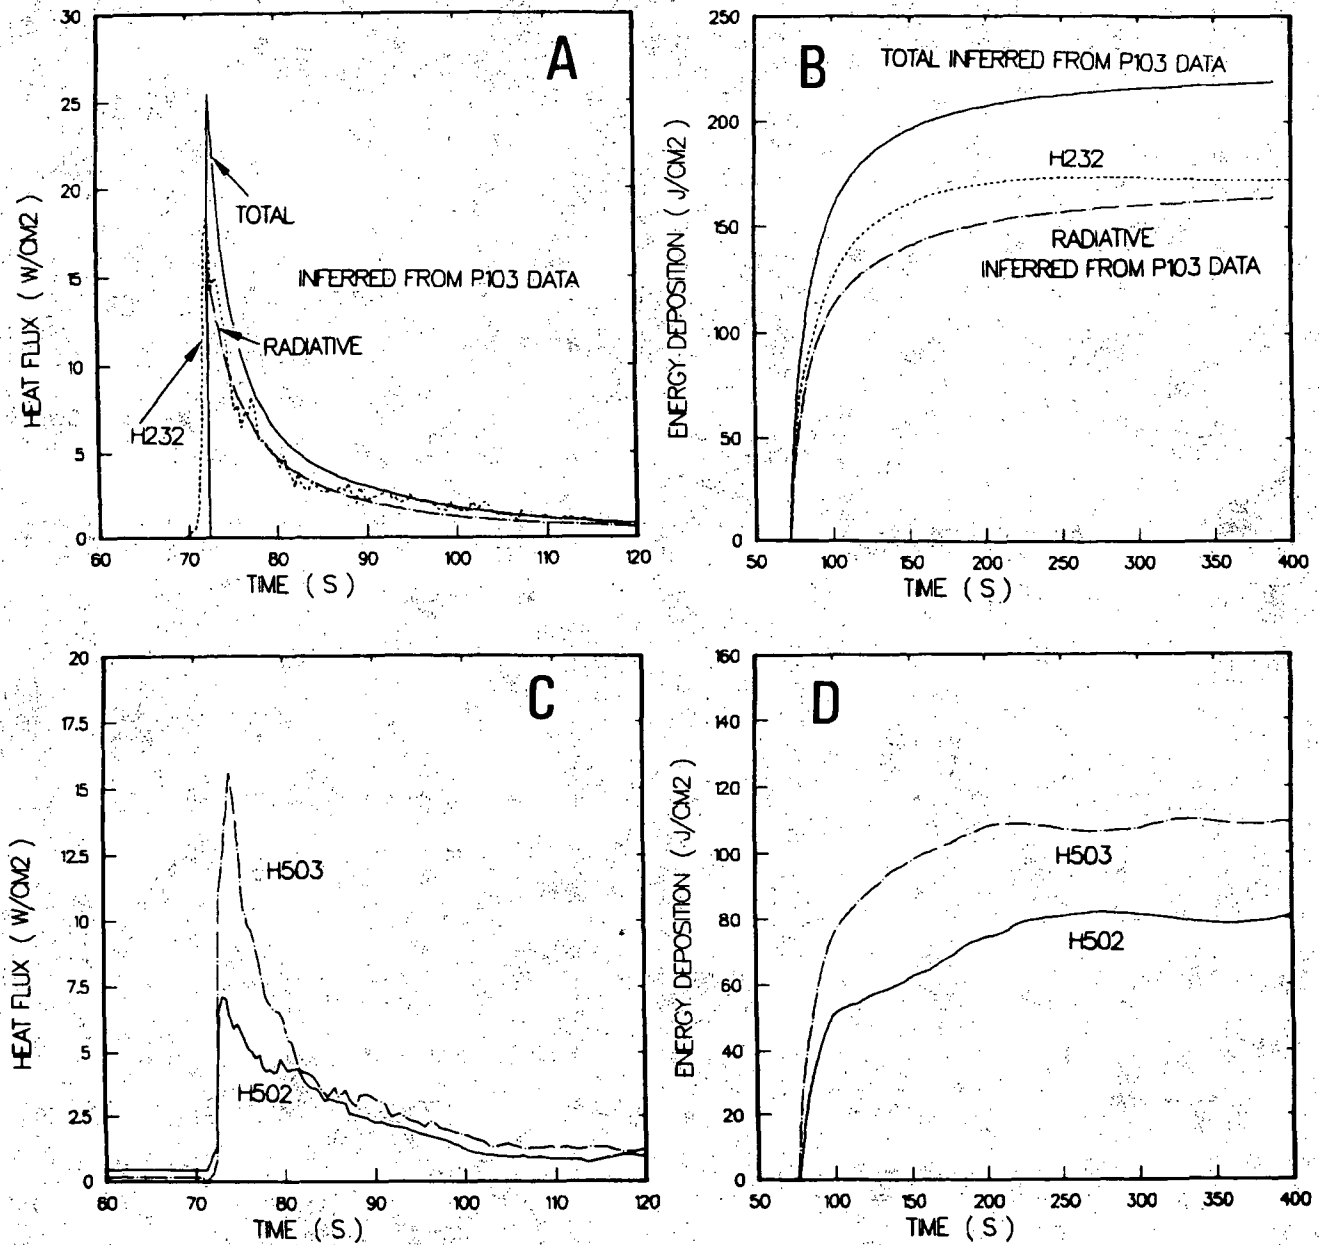 A
30
25
20
15
10
5
0
HEAT FLUX ( W/CM2 )
TOTAL
INFERRED FROM P103 DATA
RADIATIVE
H232
60 70 80 90 100 110 120
TIME ( S )
B
250
200
150
100
50
0
ENERGY DEPOSITION ( J/CM2 )
TOTAL INFERRED FROM P103 DATA
H232
RADIATIVE
INFERRED FROM P103 DATA
50 100 150 200 250 300 350 400
TIME ( S )
C
20
17.5
15
12.5
10
7.5
5
2.5
0
HEAT FLUX ( W/CM2 )
H503
H502
60 70 80 90 100 110 120
TIME ( S )
D
160
140
120
100
80
60
40
20
0
ENERGY DEPOSITION ( J/CM2 )
H503
H502
50 100 150 200 250 300 350 400
TIME ( S )